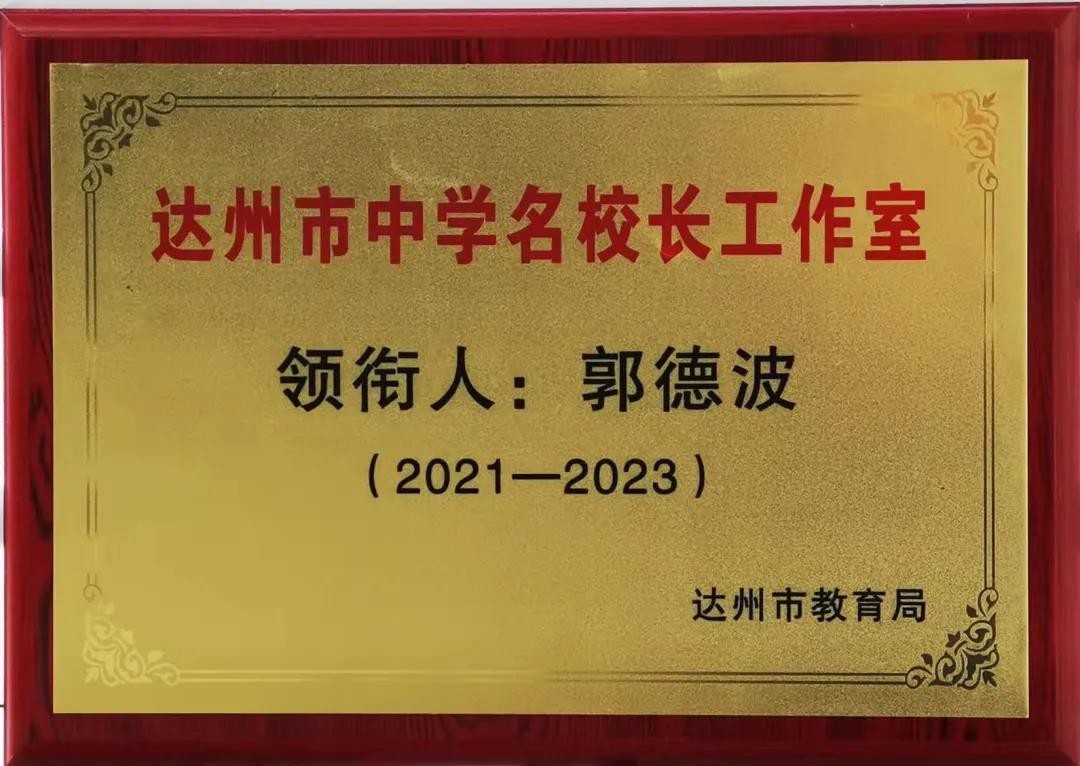 达州市中学名校长工作室
领衔人：郭德波
（2021—2023）
达州市教育局